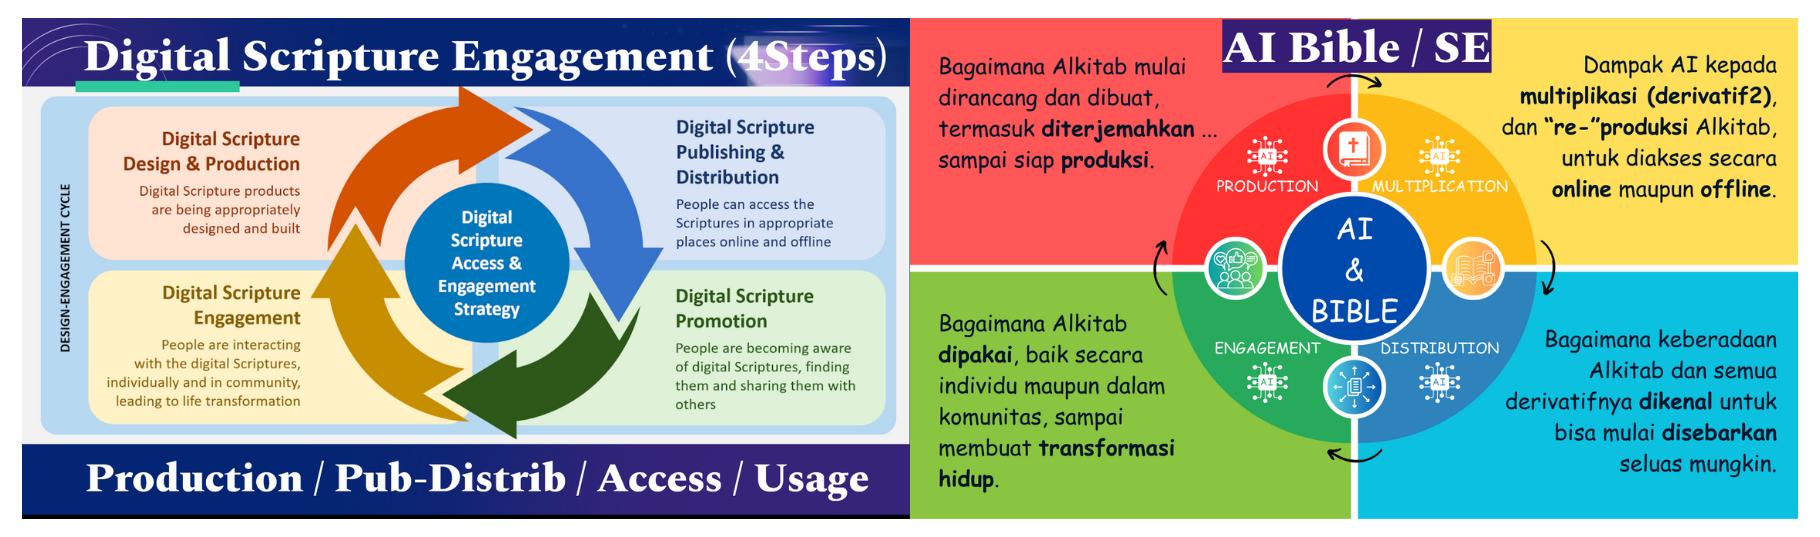 Digital Scripture Engagement (4Steps)
DESIGN-ENGAGEMENT CYCLE
Digital Scripture
Design & Production
Digital Scripture products
are being appropriately
designed and built
Digital Scripture
Publishing &
Distribution
People can access the
Scriptures in appropriate
places online and offline
Digital
Scripture
Access &
Engagement
Strategy
Digital Scripture
Engagement
People are interacting
with the digital Scriptures,
individually and in community,
leading to life transformation
Digital Scripture
Promotion
People are becoming aware
of digital Scriptures, finding
them and sharing them with
others
Production / Pub-Distrib / Access / Usage
AI Bible / SE
Bagaimana Alkitab mulai
dirancang dan dibuat,
termasuk diterjemahkan ...
sampai siap produksi.
Dampak AI kepada
multiplikasi (derivatif2),
dan “re-”produksi Alkitab,
untuk diakses secara
online maupun offline.
AI
PRODUCTION
AI
MULTIPLICATION
AI
&
BIBLE
ENGAGEMENT
AI
DISTRIBUTION
AI
Bagaimana Alkitab
dipakai, baik secara
individu maupun dalam
komunitas, sampai
membuat transformasi
hidup.
Bagaimana keberadaan
Alkitab dan semua
derivatifnya dikenal untuk
bisa mulai disebarkan
seluas mungkin.